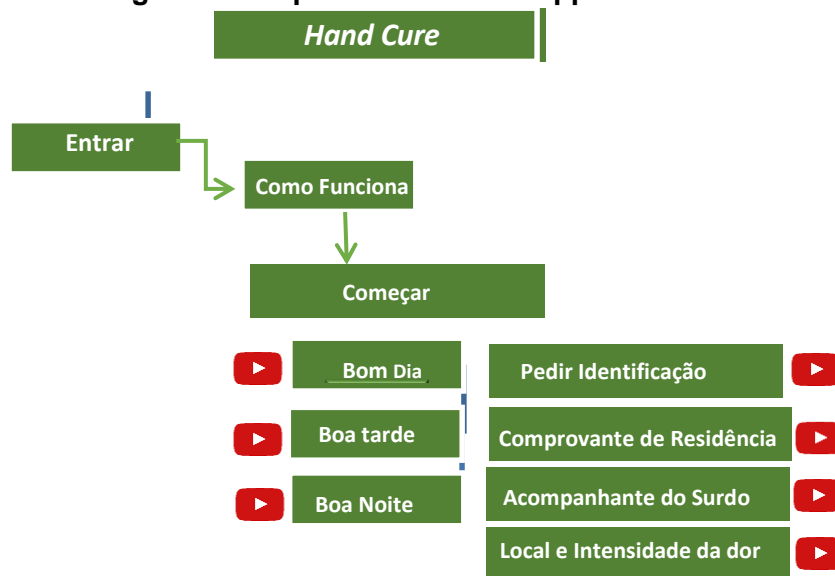 Hand Cure
Entrar
Como Funciona
Começar
Bom Dia
Pedir Identificação
Boa tarde
Comprovante de Residência
Boa Noite
Acompanhante do Surdo
Local e Intensidade da dor